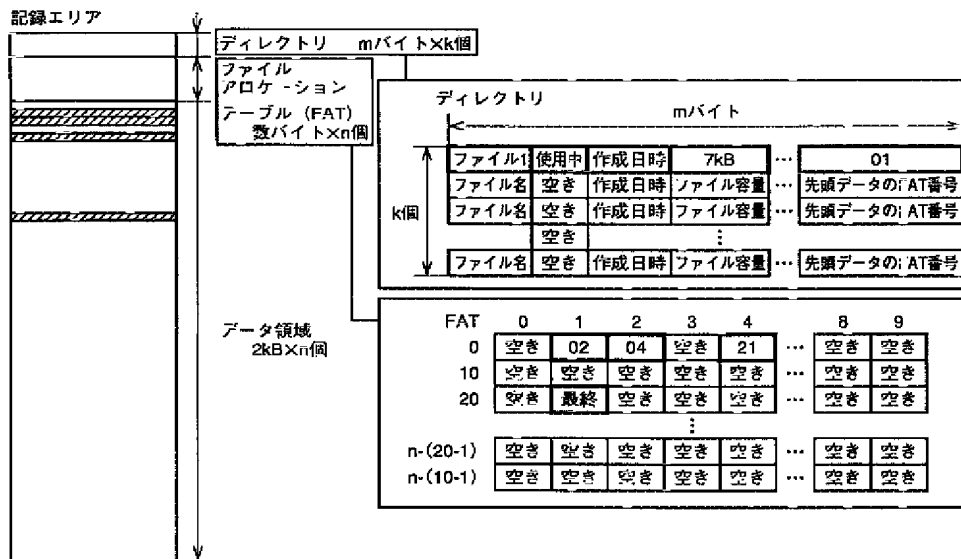 記録エリア
ディレクトリ mバイト×k個
ファイル
アロケーション
テーブル (FAT)
数バイト×n個
データ領域
2kB×n個
ディレクトリ
mバイト
k個
ファイル1 使用中 作成日時 7kB … 01
ファイル名 空き 作成日時 ファイル容量 … 先頭データのFAT番号
ファイル名 空き 作成日時 ファイル容量 … 先頭データのFAT番号
空き ⋮
ファイル名 空き 作成日時 ファイル容量 … 先頭データのFAT番号
FAT 0 1 2 3 4 8 9
0 空き 02 04 空き 21 … 空き 空き
10 空き 空き 空き 空き 空き … 空き 空き
20 空き 最終 空き 空き 空き … 空き 空き
⋮
n-(20-1) 空き 空き 空き 空き 空き … 空き 空き
n-(10-1) 空き 空き 空き 空き 空き … 空き 空き